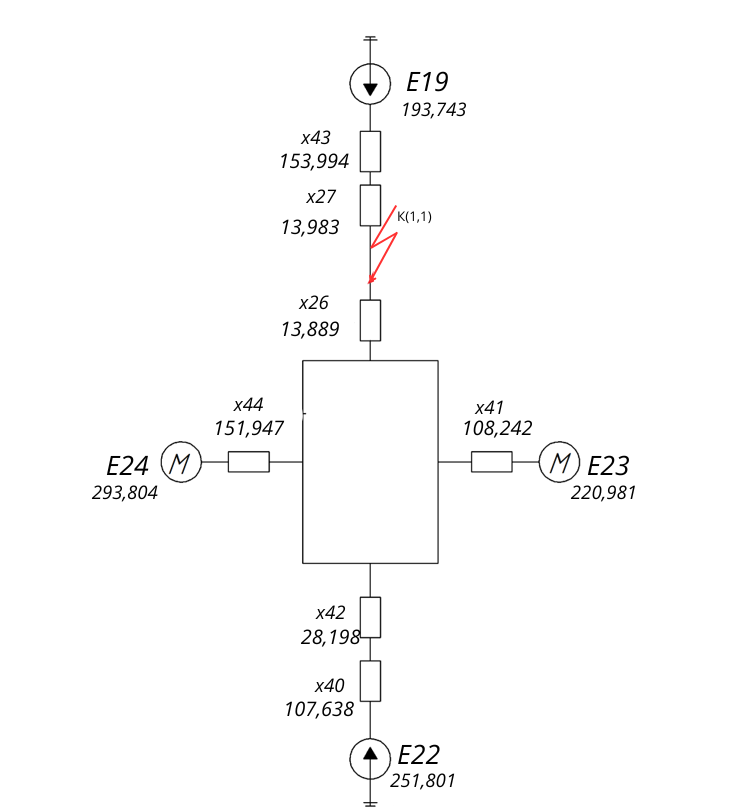 E19
193,743
x43
153,994
x27
13,983
К(1,1)
x26
13,889
x44
151,947
x41
108,242
E24
293,804
M
M
E23
220,981
x42
28,198
x40
107,638
E22
251,801